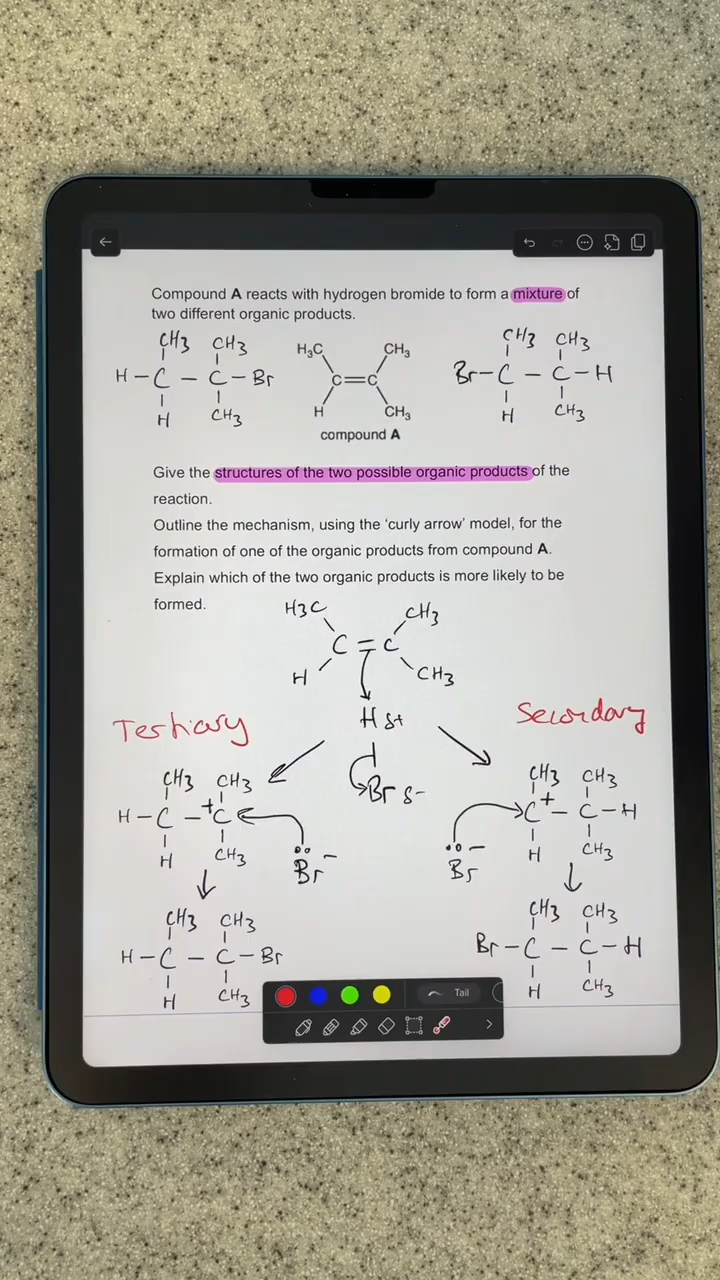 Compound A reacts with hydrogen bromide to form a mixture of
two different organic products.
CH3 CH3
H-C-C-Br
H CH3
H₃C CH₃
C=C
H CH₃
compound A
CH3 CH3
Br-C-C-H
H CH3
Give the structures of the two possible organic products of the
reaction.
Outline the mechanism, using the 'curly arrow' model, for the
formation of one of the organic products from compound A.
Explain which of the two organic products is more likely to be
formed.
H3C CH3
C=C
H CH3
H δ+
Br δ-
Tertiary
CH3 CH3
H-C-+C
H CH3
Br-
CH3 CH3
H-C-C-Br
H CH3
Secondary
CH3 CH3
C+-C-H
H CH3
Br-
CH3 CH3
Br-C-C-H
H CH3
Tail